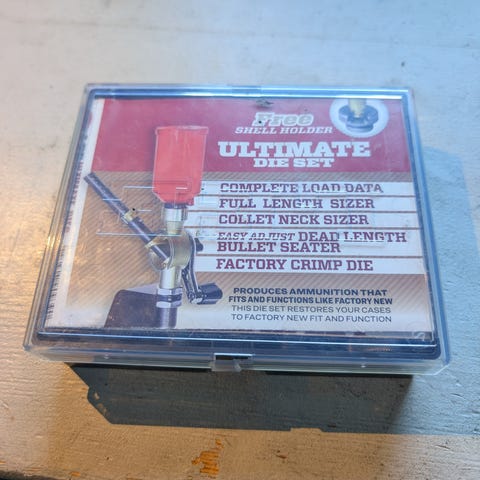 Free
SHELL HOLDER
ULTIMATE
DIE SET
COMPLETE LOAD DATA
FULL LENGTH SIZER
COLLET NECK SIZER
EASY ADJUST DEAD LENGTH
BULLET SEATER
FACTORY CRIMP DIE
PRODUCES AMMUNITION THAT
FITS AND FUNCTIONS LIKE FACTORY NEW
THIS DIE SET RESTORES YOUR CASES
TO FACTORY NEW FIT AND FUNCTION